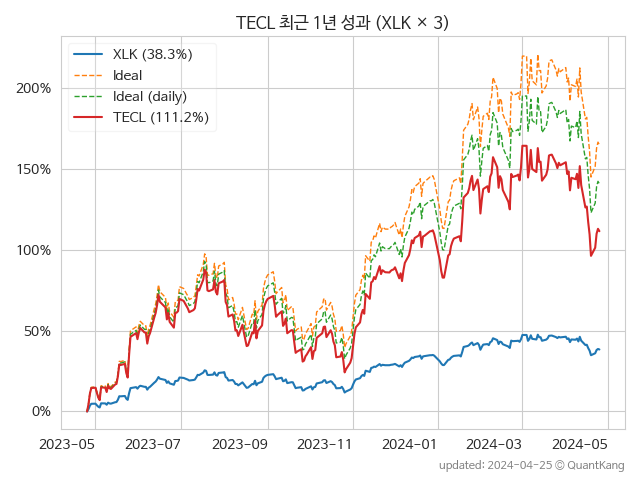 TECL 최근 1년 성과 (XLK × 3)
XLK (38.3%)
Ideal
Ideal (daily)
TECL (111.2%)
200%
150%
100%
50%
0%
2023-05 2023-07 2023-09 2023-11 2024-01 2024-03 2024-05
updated: 2024-04-25 © QuantKang